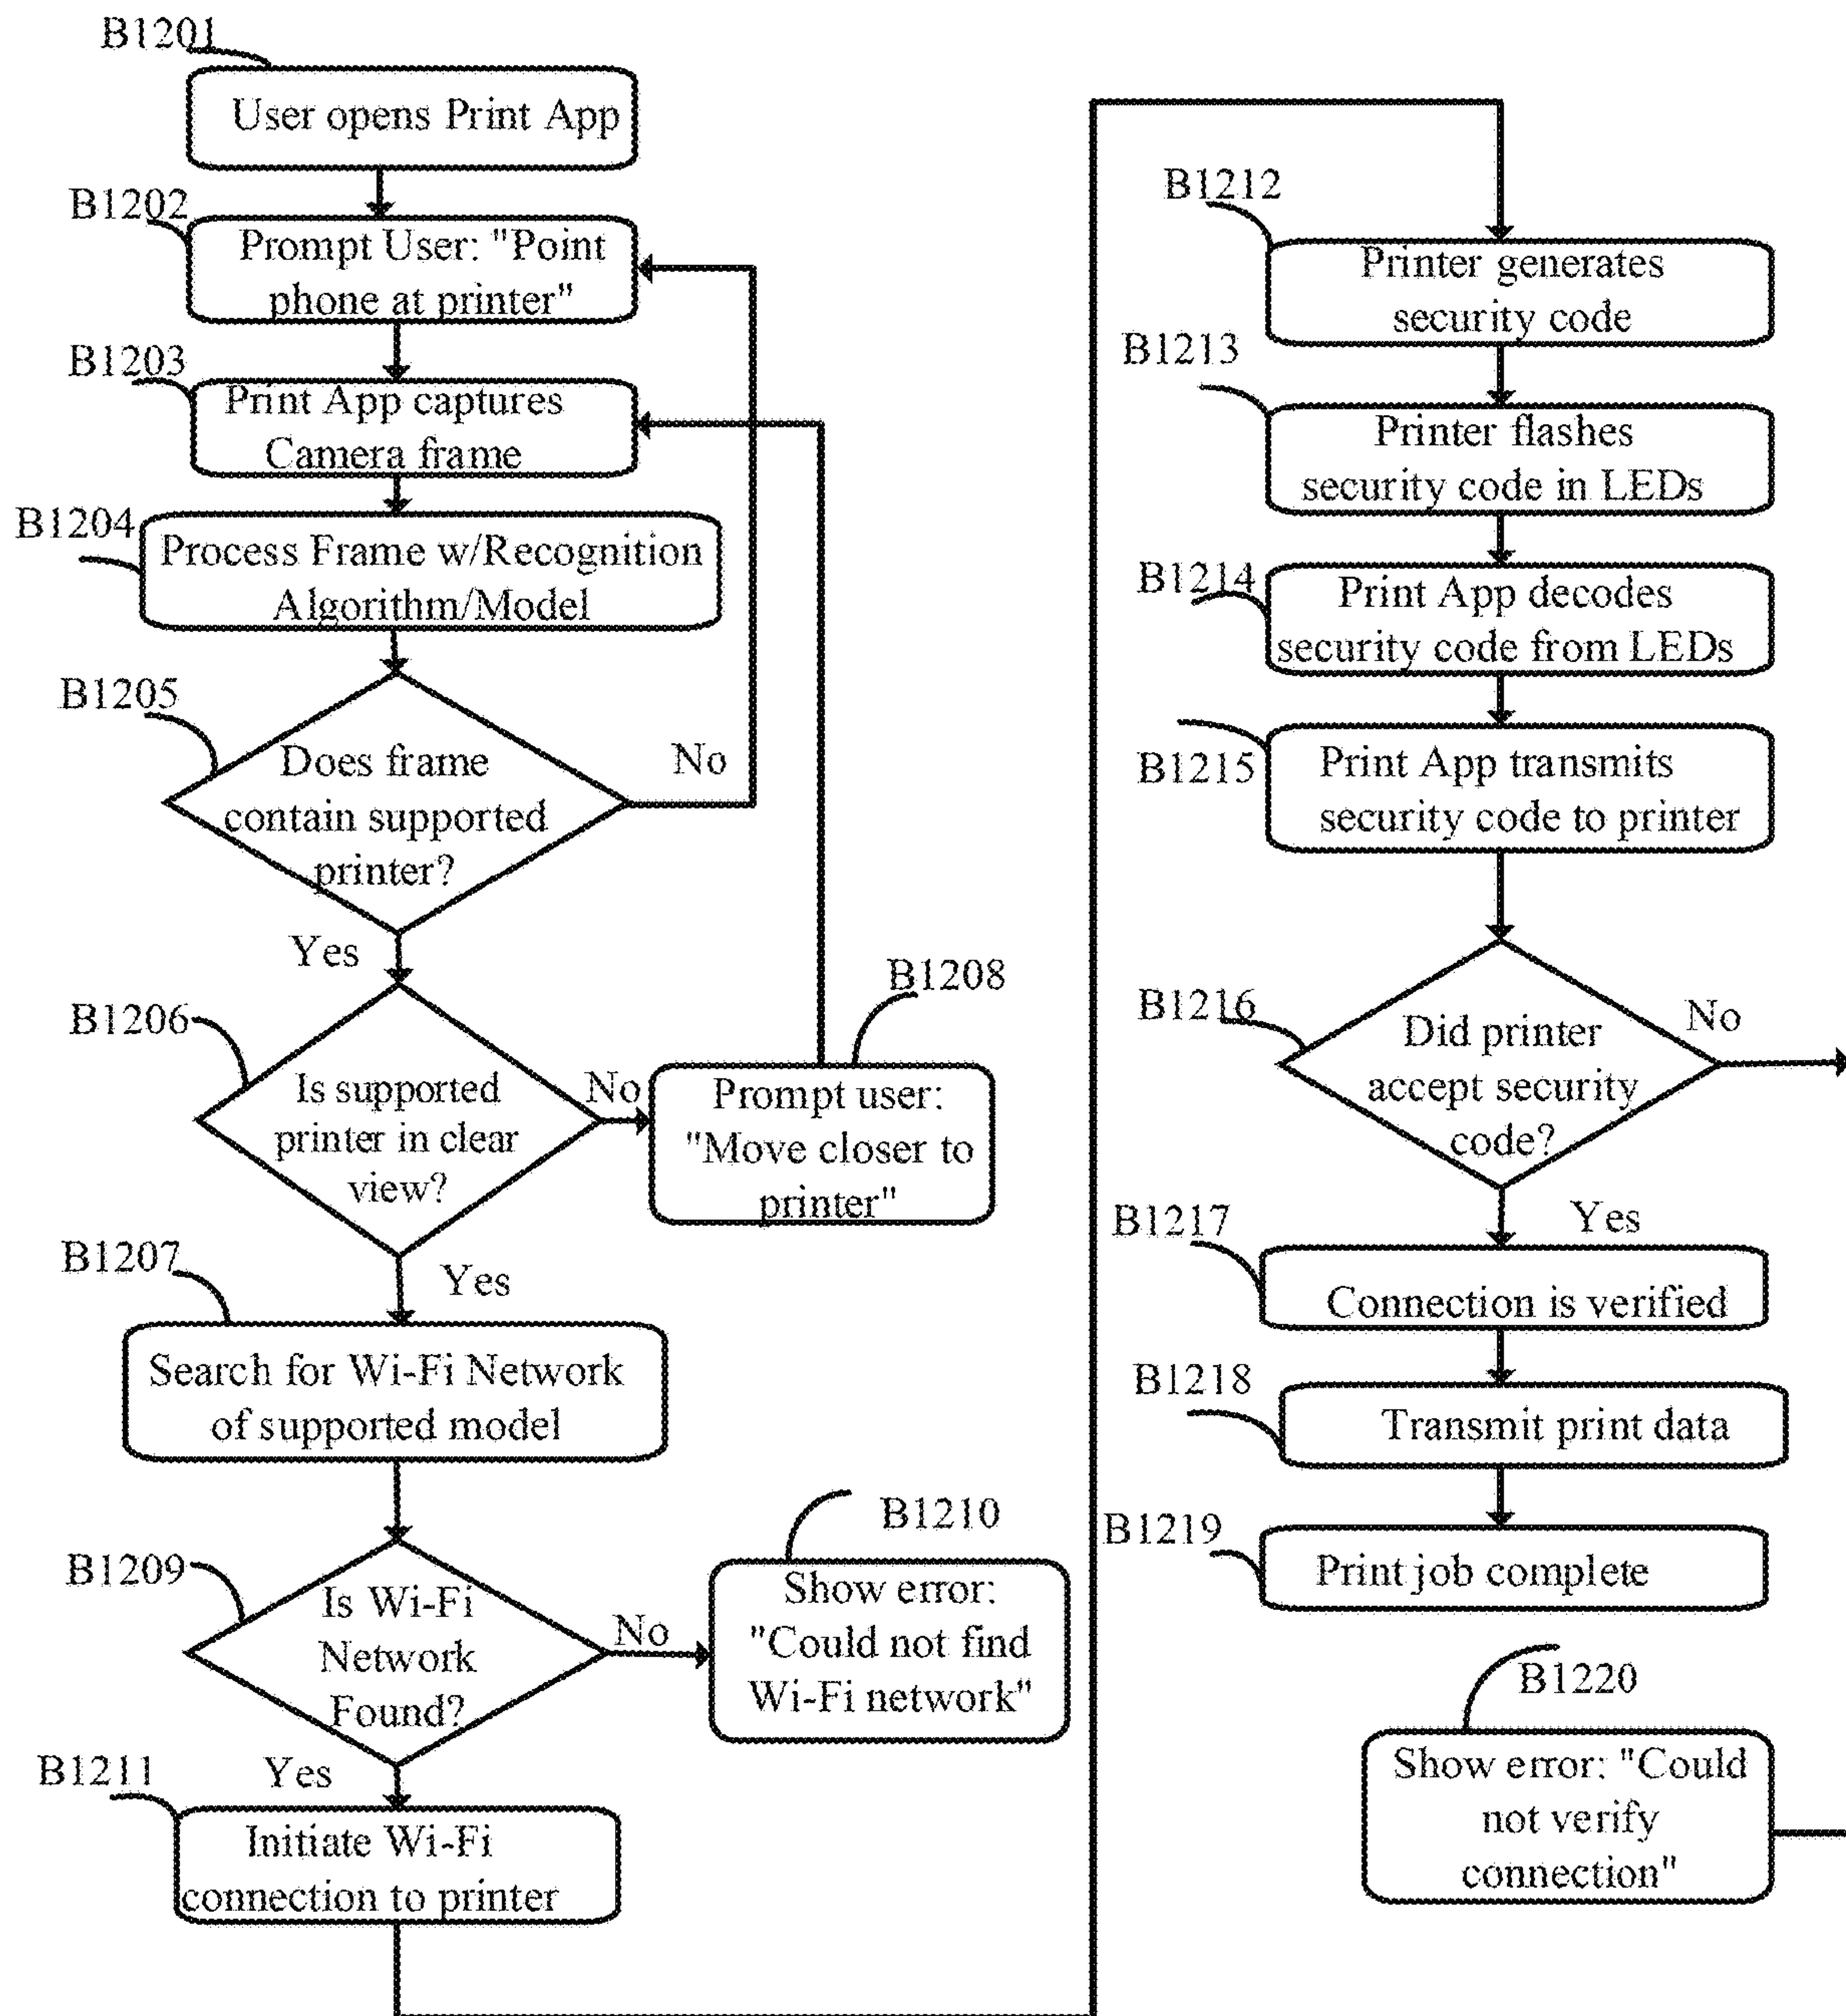 B1201
User opens Print App
B1202
Prompt User: "Point
phone at printer"
B1203
Print App captures
Camera frame
B1204
Process Frame w/Recognition
Algorithm/Model
B1205
Does frame
contain supported
printer?
No
Yes
B1206
Is supported
printer in clear
view?
No
B1208
Prompt user:
"Move closer to
printer"
Yes
B1207
Search for Wi-Fi Network
of supported model
B1209
Is Wi-Fi
Network
Found?
No
B1210
Show error:
"Could not find
Wi-Fi network"
Yes
B1211
Initiate Wi-Fi
connection to printer
B1212
Printer generates
security code
B1213
Printer flashes
security code in LEDs
B1214
Print App decodes
security code from LEDs
B1215
Print App transmits
security code to printer
B1216
Did printer
accept security
code?
No
Yes
B1217
Connection is verified
B1218
Transmit print data
B1219
Print job complete
B1220
Show error: "Could
not verify
connection"